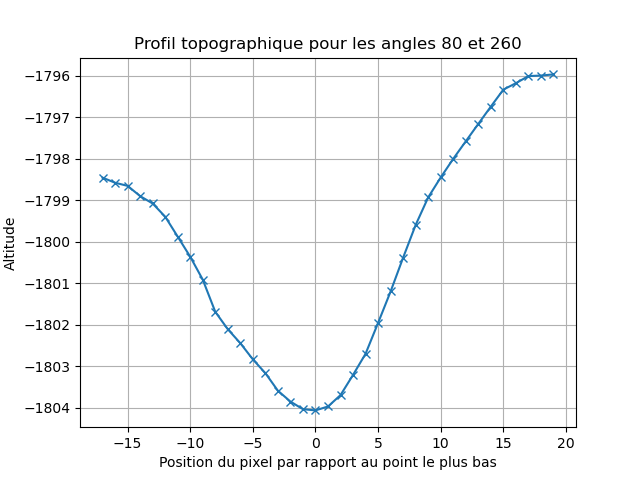 Profil topographique pour les angles 80 et 260
−1796
−1797
−1798
−1799
−1800
−1801
−1802
−1803
−1804
Altitude
−15 −10 −5 0 5 10 15 20
Position du pixel par rapport au point le plus bas